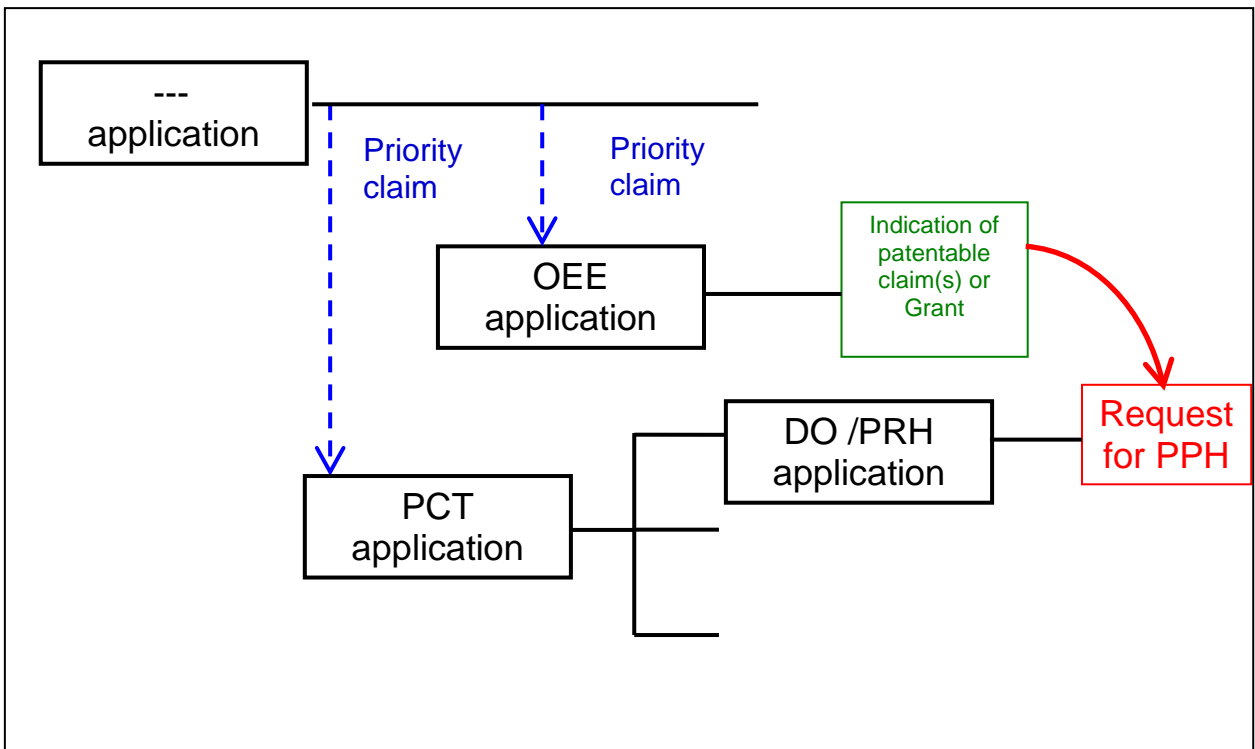 ---
application
Priority
claim
Priority
claim
OEE
application
Indication of
patentable
claim(s) or
Grant
DO /PRH
application
Request
for PPH
PCT
application